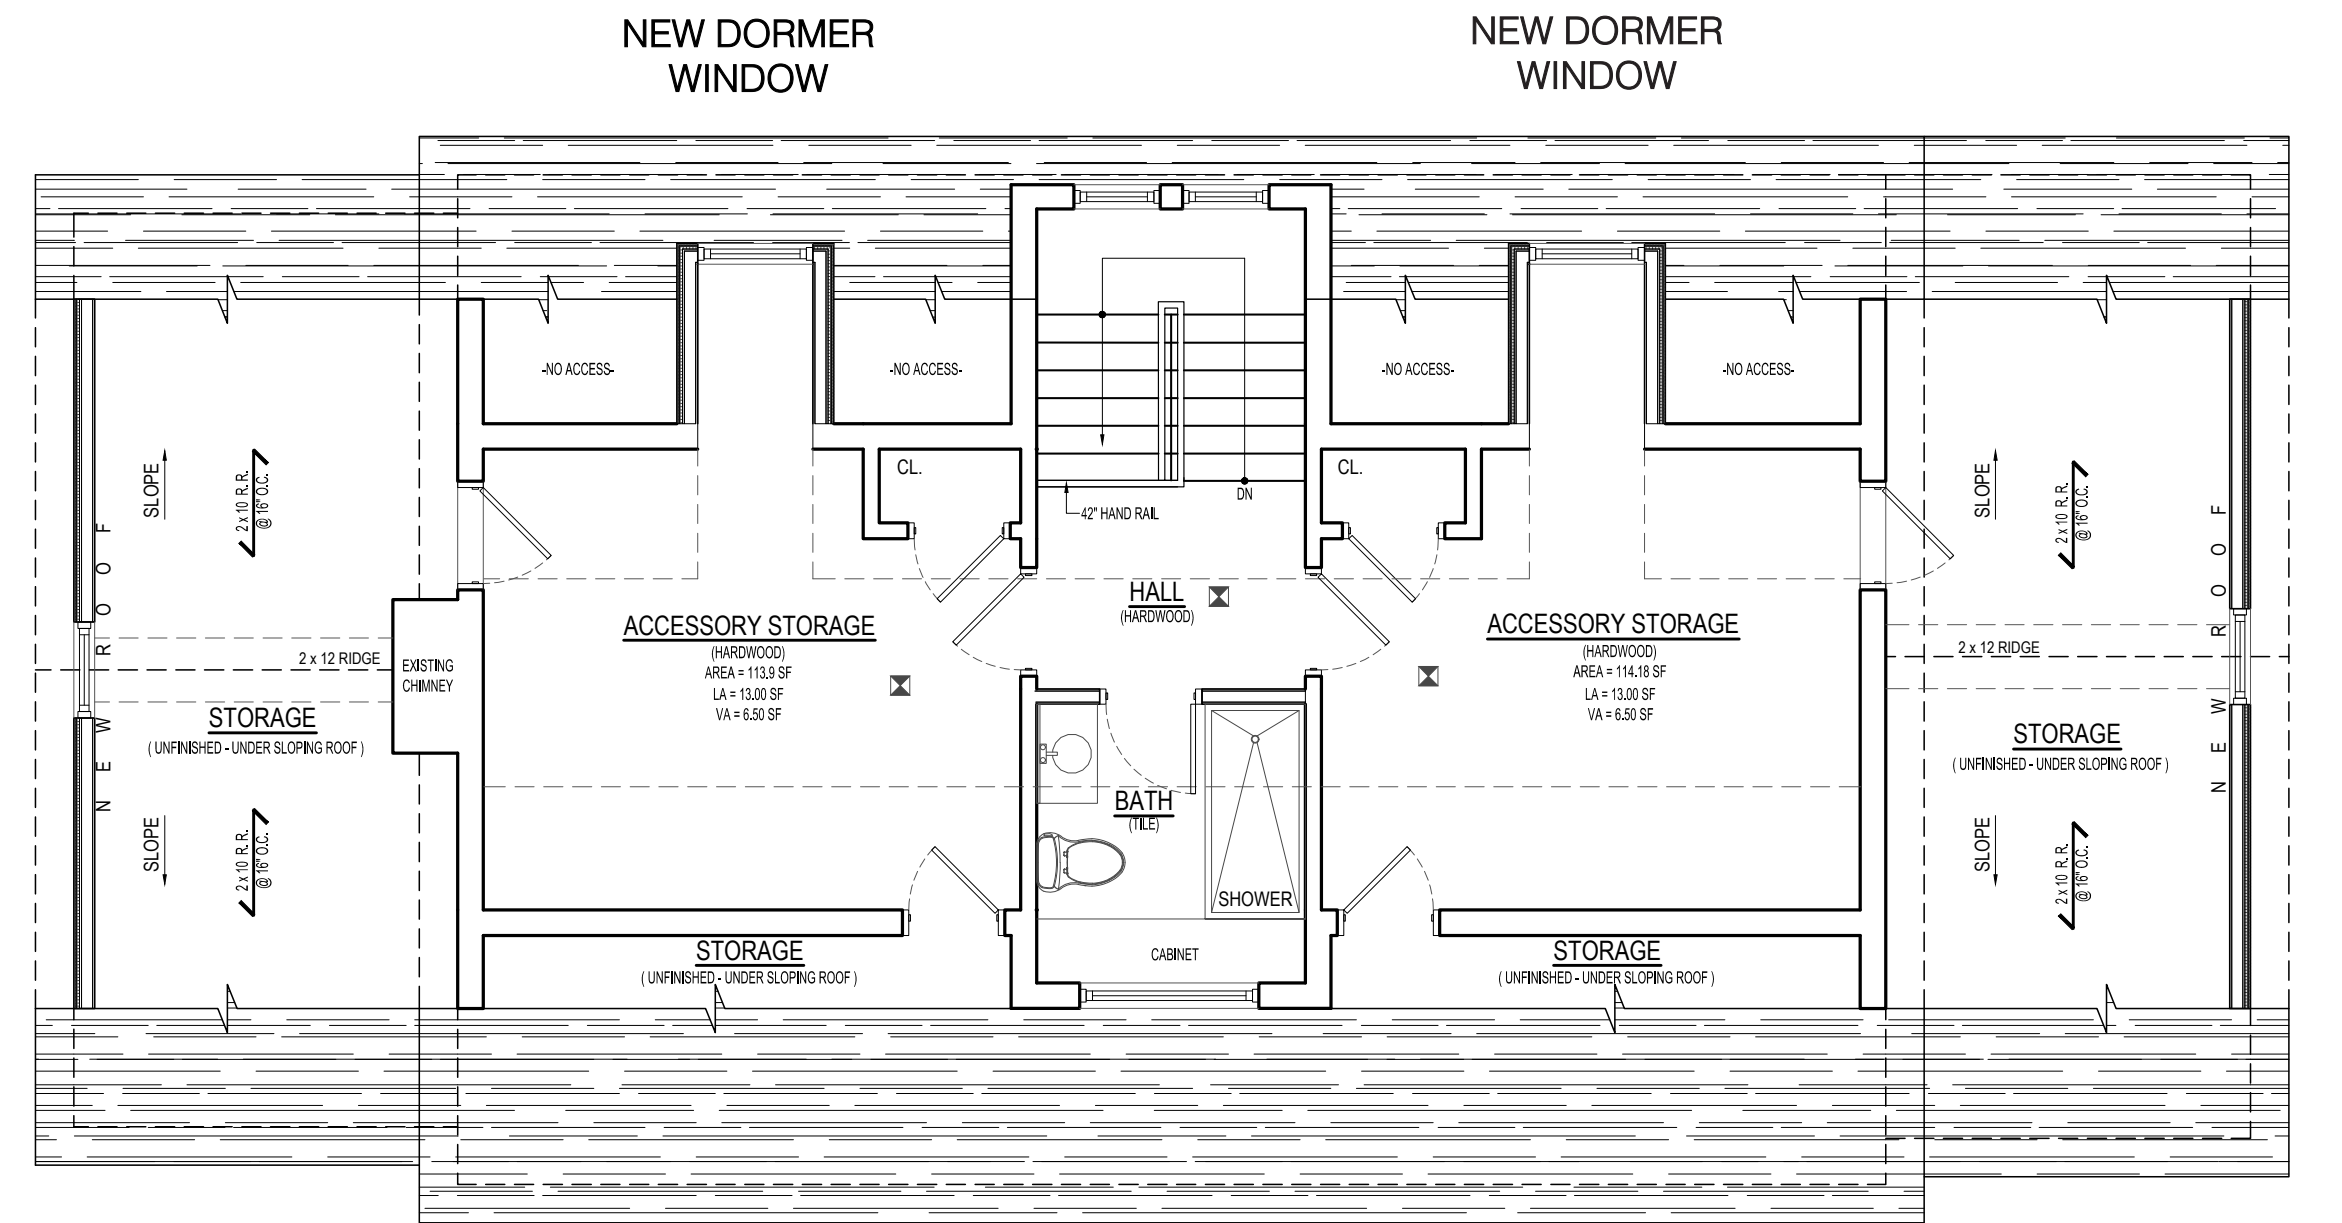 NEW DORMER
WINDOW
NEW DORMER
WINDOW
-NO ACCESS-
-NO ACCESS-
-NO ACCESS-
-NO ACCESS-
CL.
CL.
DN
42" HAND RAIL
SLOPE
2 x 10 R. R.
@ 16" O.C.
SLOPE
2 x 10 R. R.
@ 16" O.C.
NEW ROOF
NEW ROOF
HALL
(HARDWOOD)
ACCESSORY STORAGE
(HARDWOOD)
AREA = 113.9 SF
LA = 13.00 SF
VA = 6.50 SF
ACCESSORY STORAGE
(HARDWOOD)
AREA = 114.18 SF
LA = 13.00 SF
VA = 6.50 SF
2 x 12 RIDGE
EXISTING
CHIMNEY
2 x 12 RIDGE
STORAGE
( UNFINISHED - UNDER SLOPING ROOF )
STORAGE
( UNFINISHED - UNDER SLOPING ROOF )
BATH
(TILE)
SLOPE
2 x 10 R. R.
@ 16" O.C.
SLOPE
2 x 10 R. R.
@ 16" O.C.
SHOWER
CABINET
STORAGE
( UNFINISHED - UNDER SLOPING ROOF )
STORAGE
( UNFINISHED - UNDER SLOPING ROOF )